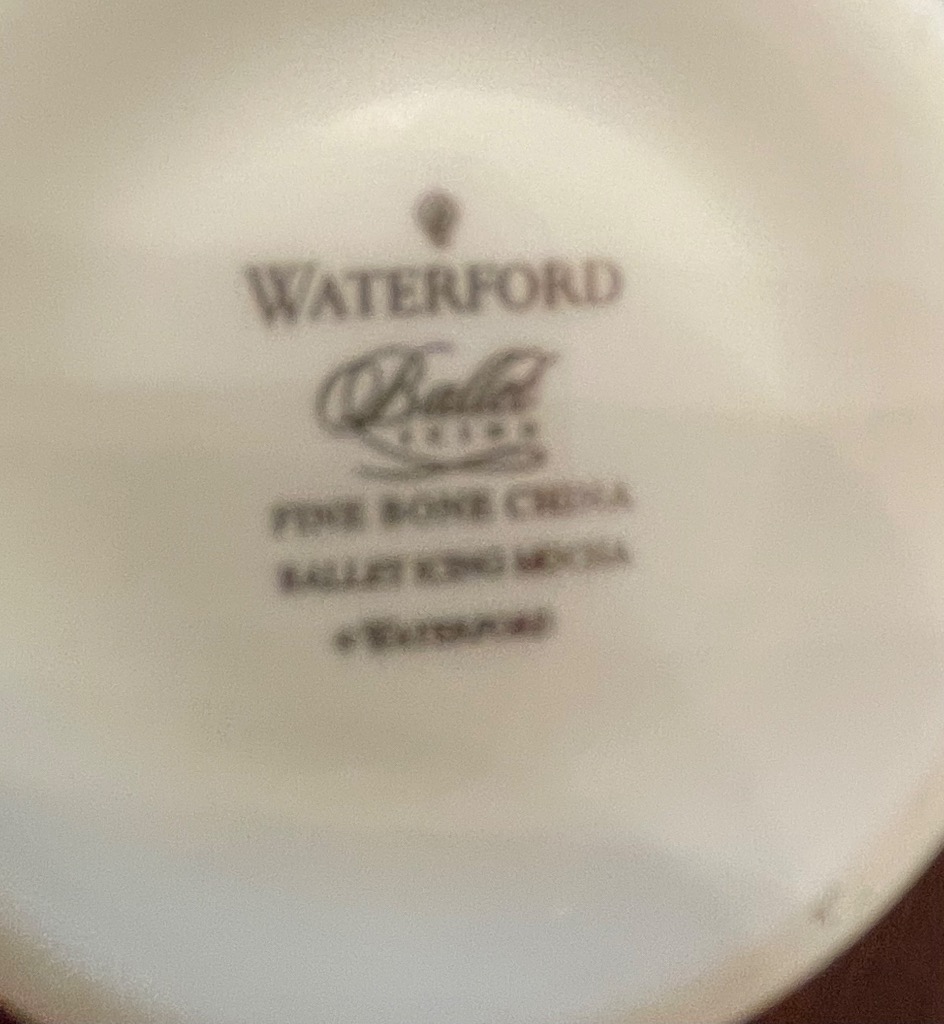 WATERFORD
Ballet
FINE BONE CHINA
BALLET ICING MOCHA
© WATERFORD